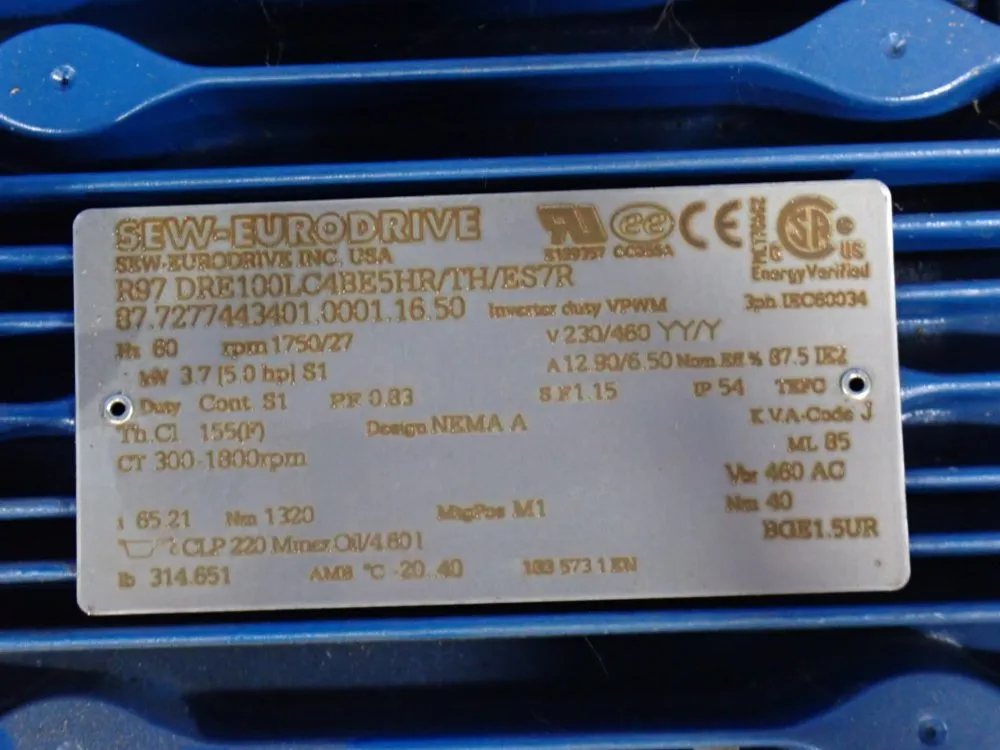 SEW-EURODRIVE
SEW-EURODRIVE INC. USA
R97 DRE100LC4BE5HR/TH/ES7R
87.7277443401.0001.16.50 Inverter duty VPWM 3ph IEC60034
Energy Verified
Hz 60 rpm 1750/27 V 230/460 YY/Y
kW 3.7 [5.0 hp] S1 A 12.90/6.50 Nom.Eff % 87.5 IE2
Duty Cont. S1 P.F 0.83 S.F 1.15 IP 54 TEFC
Th.Cl. 155(F) Design NEMA A K.V.A.-Code J
CT 300-1800rpm ML 85
Vbr 460 AC
i 65.21 Nm 1320 MtgPos M1 Nm 40
CLP 220 Miner.Oil/4.60 l BGE1.5UR
lb 314.651 AMB °C -20..40 EN